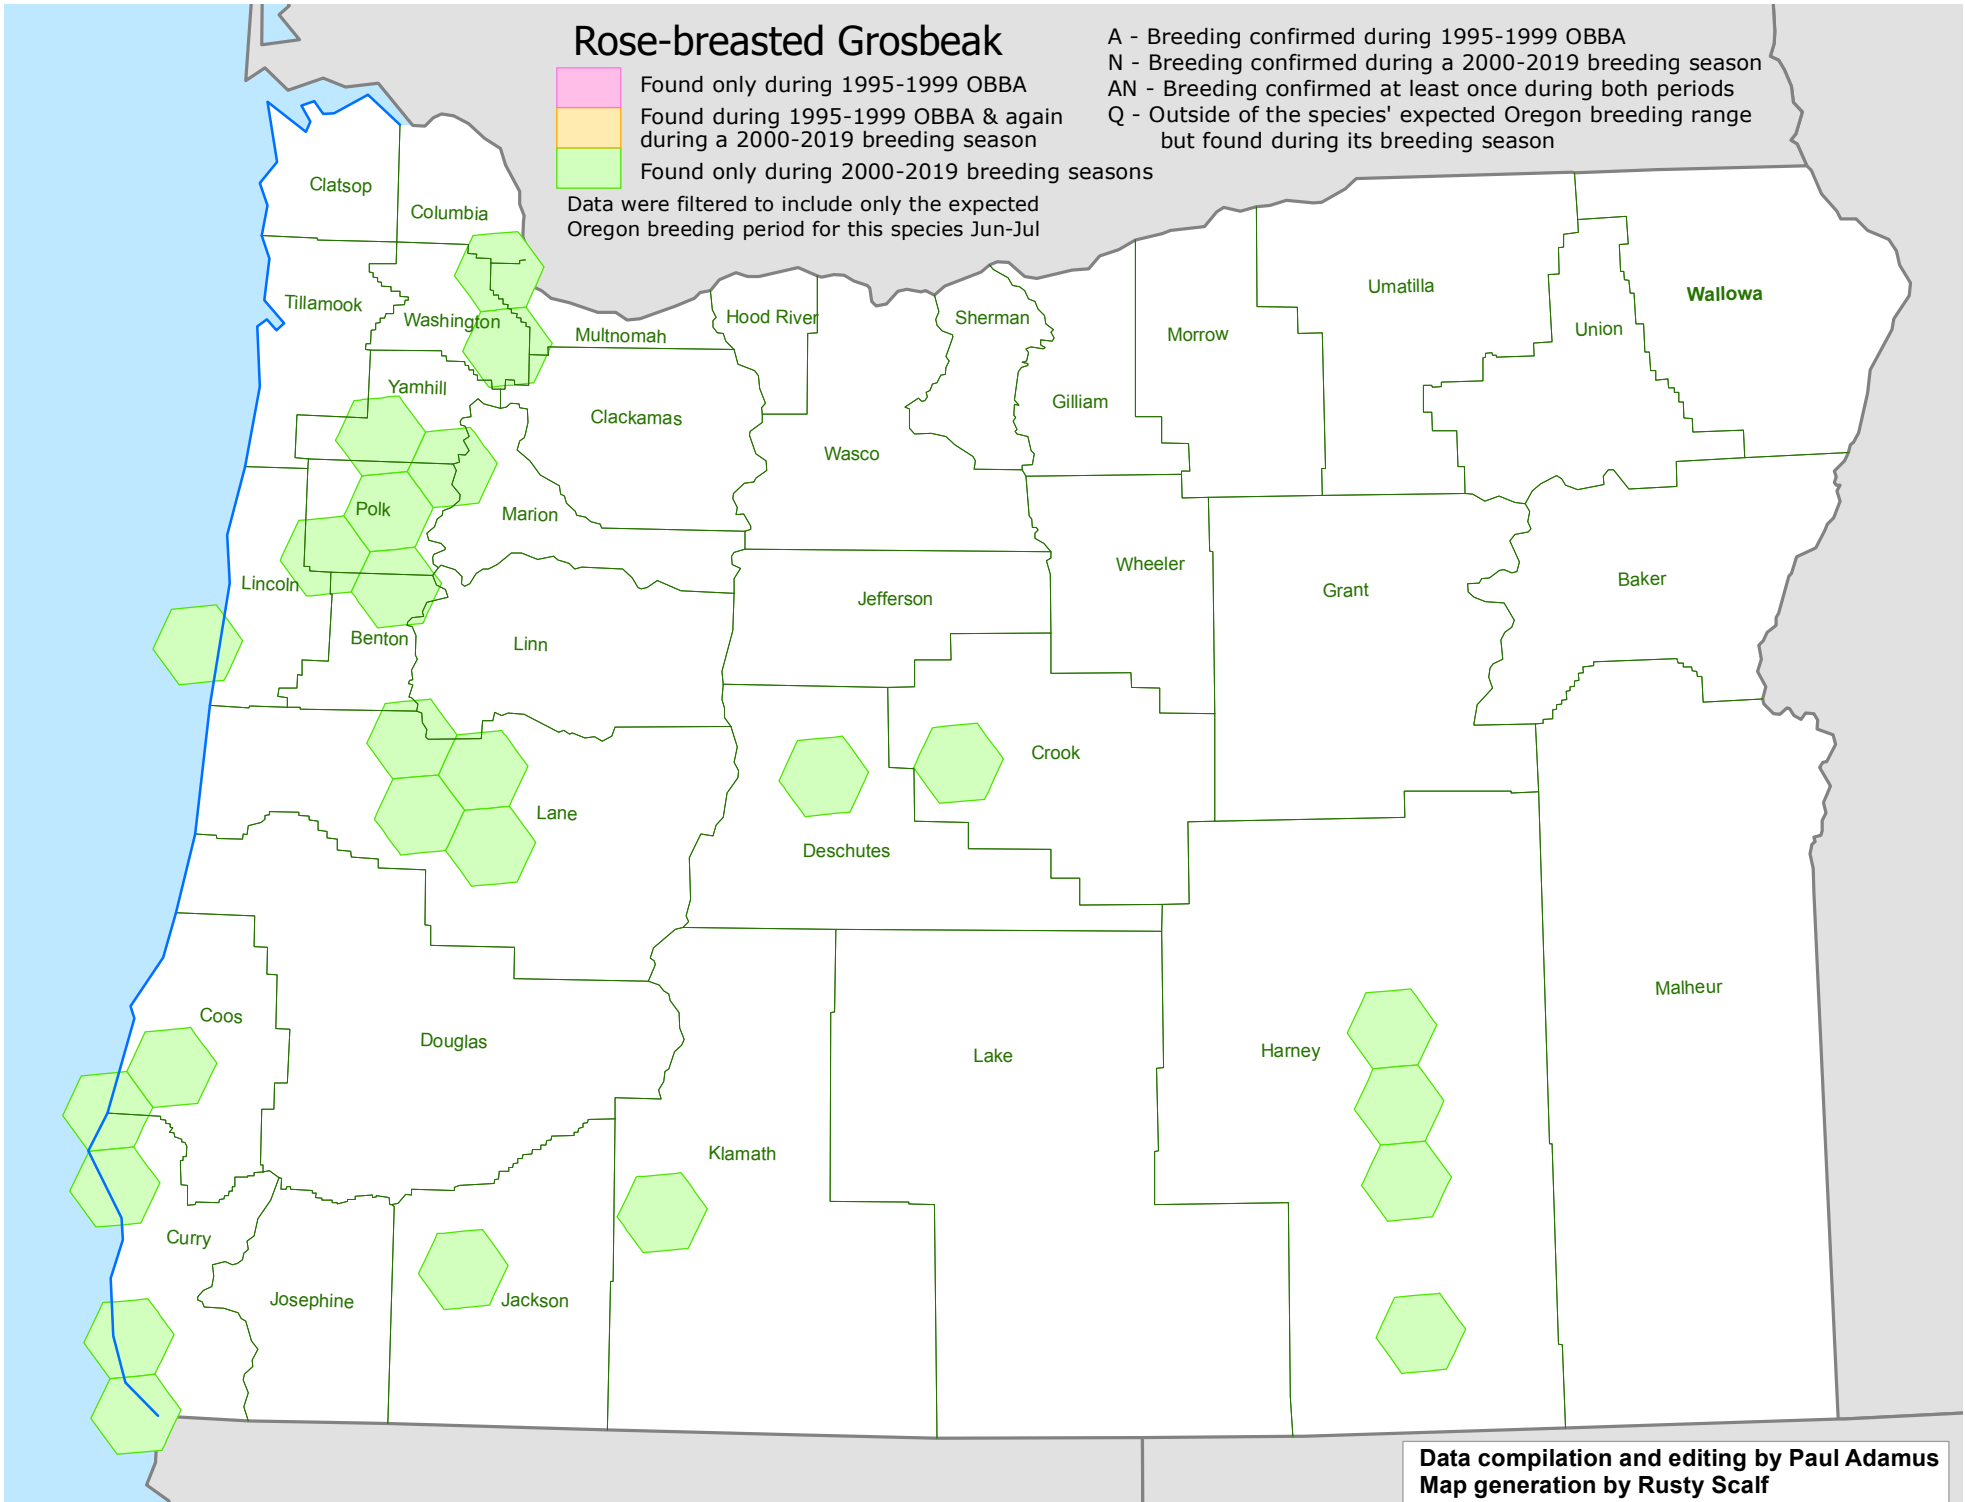 Rose-breasted Grosbeak
Found only during 1995-1999 OBBA
Found during 1995-1999 OBBA & again
during a 2000-2019 breeding season
Found only during 2000-2019 breeding seasons
Data were filtered to include only the expected
Oregon breeding period for this species Jun-Jul
A - Breeding confirmed during 1995-1999 OBBA
N - Breeding confirmed during a 2000-2019 breeding season
AN - Breeding confirmed at least once during both periods
Q - Outside of the species' expected Oregon breeding range
but found during its breeding season
Clatsop
Columbia
Tillamook
Washington
Multnomah
Hood River
Sherman
Morrow
Umatilla
Union
Wallowa
Yamhill
Clackamas
Wasco
Gilliam
Polk
Marion
Lincoln
Jefferson
Wheeler
Grant
Baker
Benton
Linn
Crook
Lane
Deschutes
Coos
Douglas
Lake
Harney
Malheur
Klamath
Curry
Josephine
Jackson
Data compilation and editing by Paul Adamus
Map generation by Rusty Scalf